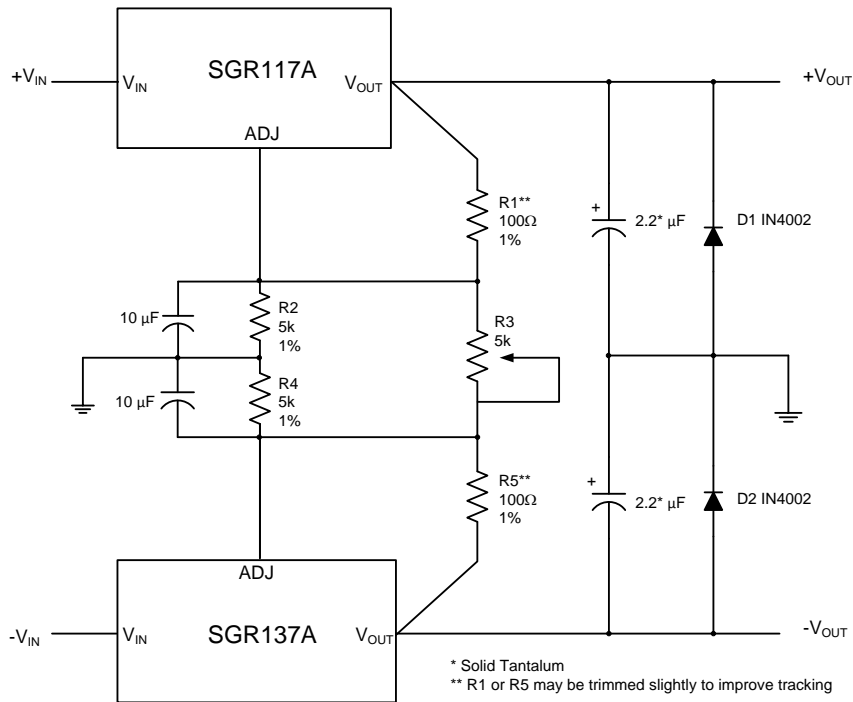 SGR117A
+VIN
VIN
VOUT
+VOUT
ADJ
R1**
100Ω
1%
+
2.2* µF
D1 IN4002
10 µF
R2
5k
1%
R3
5k
10 µF
R4
5k
1%
R5**
100Ω
1%
+
2.2* µF
D2 IN4002
ADJ
-VIN
VIN
SGR137A
VOUT
-VOUT
* Solid Tantalum
** R1 or R5 may be trimmed slightly to improve tracking